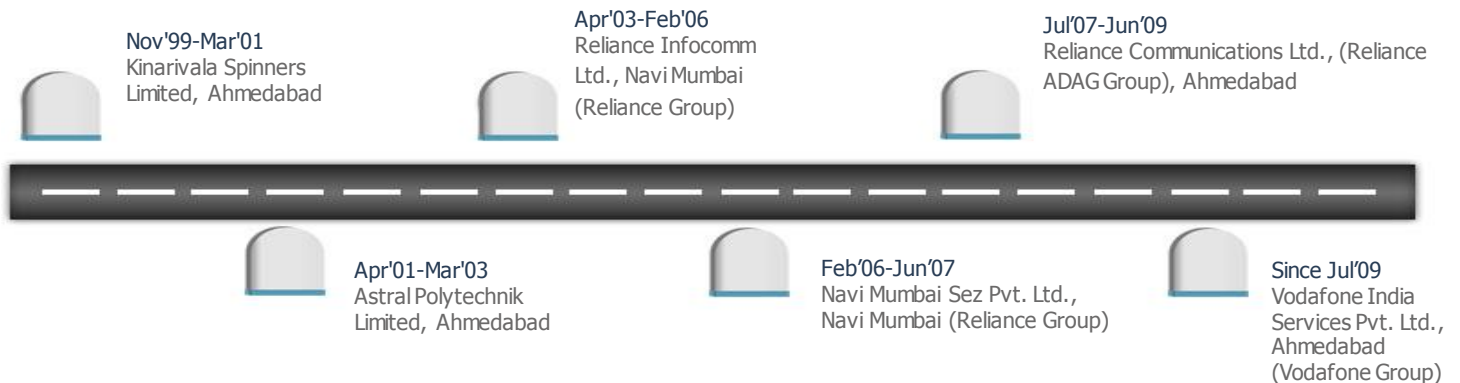 Nov'99-Mar'01
Kinarivala Spinners
Limited, Ahmedabad
Apr'03-Feb'06
Reliance Infocomm
Ltd., Navi Mumbai
(Reliance Group)
Jul’07-Jun’09
Reliance Communications Ltd., (Reliance
ADAG Group), Ahmedabad
Apr'01-Mar'03
Astral Polytechnik
Limited, Ahmedabad
Feb’06-Jun’07
Navi Mumbai Sez Pvt. Ltd.,
Navi Mumbai (Reliance Group)
Since Jul’09
Vodafone India
Services Pvt. Ltd.,
Ahmedabad
(Vodafone Group)